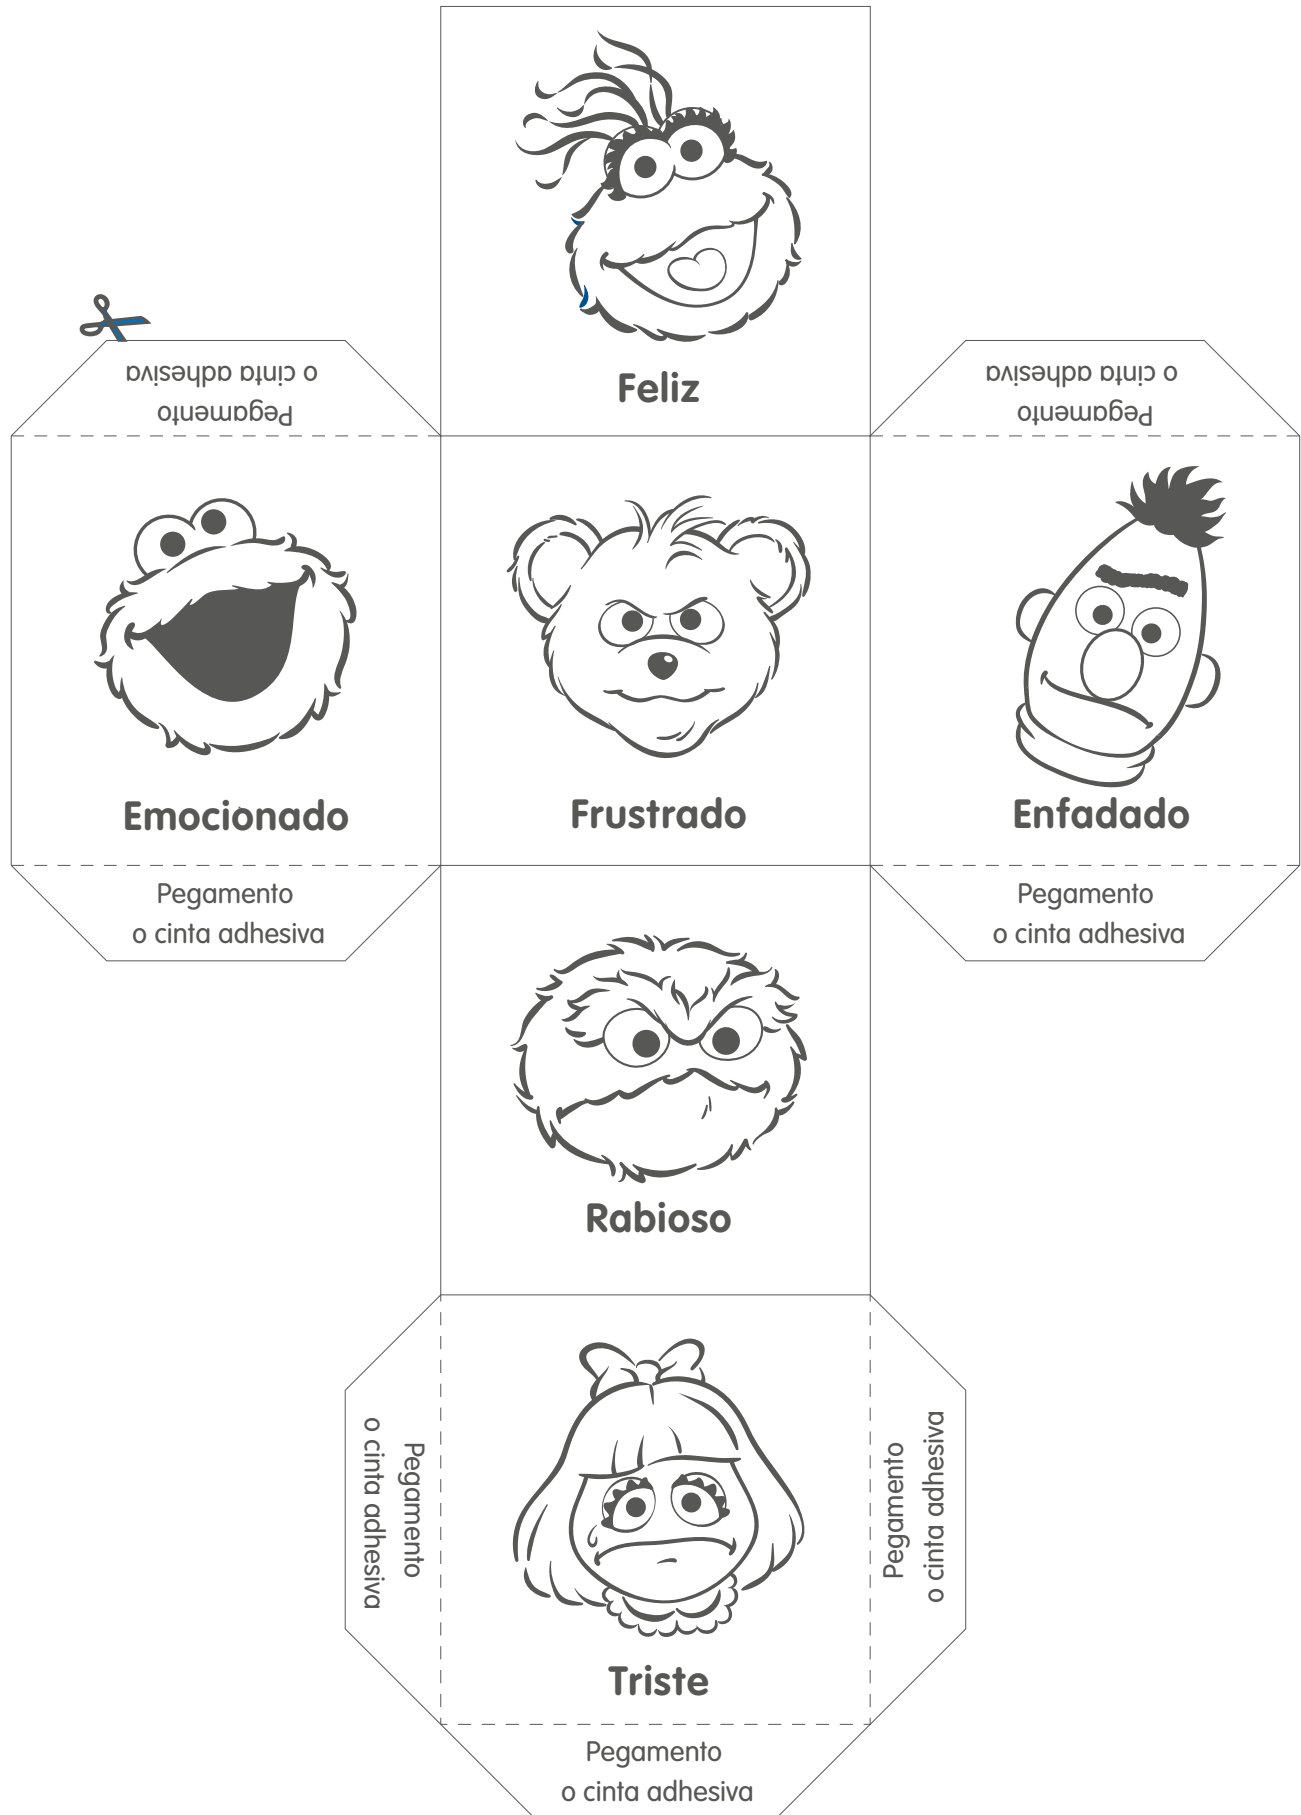 Feliz
Pegamento
o cinta adhesiva
Pegamento
o cinta adhesiva
Emocionado
Frustrado
Enfadado
Pegamento
o cinta adhesiva
Pegamento
o cinta adhesiva
Rabioso
Pegamento
o cinta adhesiva
Pegamento
o cinta adhesiva
Triste
Pegamento
o cinta adhesiva